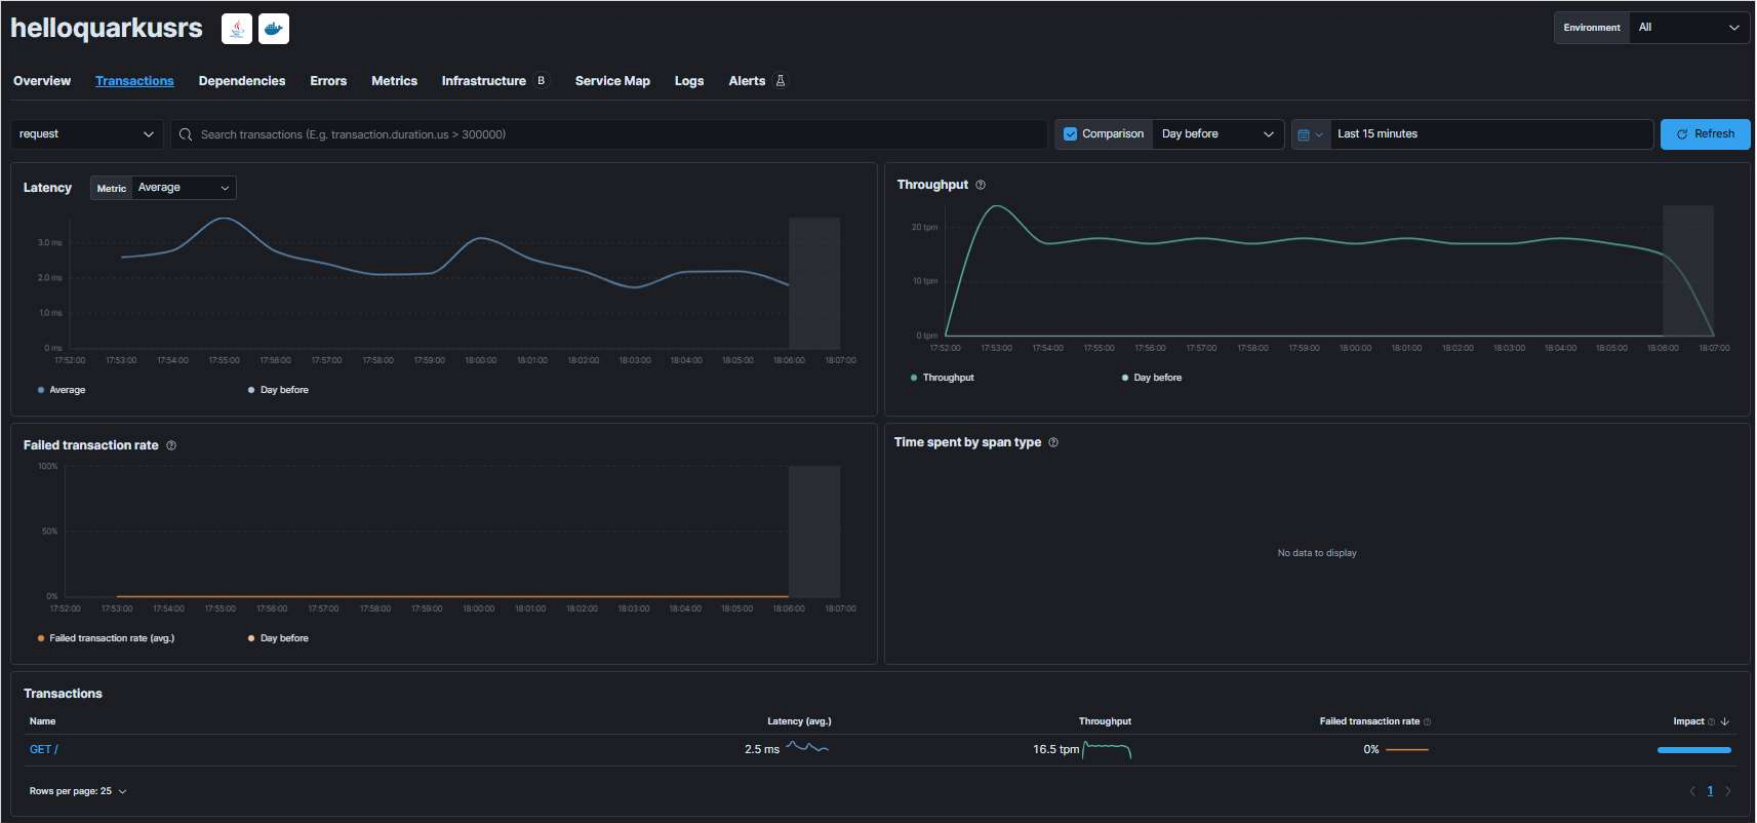 helloquarkusrs
Environment All
Overview Transactions Dependencies Errors Metrics Infrastructure B Service Map Logs Alerts
request Search transactions (E.g. transaction.duration.us > 300000) Comparison Day before Last 15 minutes Refresh
Latency Metric Average
3.0 ms
2.0 ms
1.0 ms
0 ms
17:52:00 17:53:00 17:54:00 17:55:00 17:56:00 17:57:00 17:58:00 17:59:00 18:00:00 18:01:00 18:02:00 18:03:00 18:04:00 18:05:00 18:06:00 18:07:00
Average Day before
Throughput
20 tpm
10 tpm
0 tpm
17:52:00 17:53:00 17:54:00 17:55:00 17:56:00 17:57:00 17:58:00 17:59:00 18:00:00 18:01:00 18:02:00 18:03:00 18:04:00 18:05:00 18:06:00 18:07:00
Throughput Day before
Failed transaction rate
100%
50%
0%
17:52:00 17:53:00 17:54:00 17:55:00 17:56:00 17:57:00 17:58:00 17:59:00 18:00:00 18:01:00 18:02:00 18:03:00 18:04:00 18:05:00 18:06:00 18:07:00
Failed transaction rate (avg.) Day before
Time spent by span type
No data to display
Transactions
Name Latency (avg.) Throughput Failed transaction rate Impact
GET / 2.5 ms 16.5 tpm 0%
Rows per page: 25 1